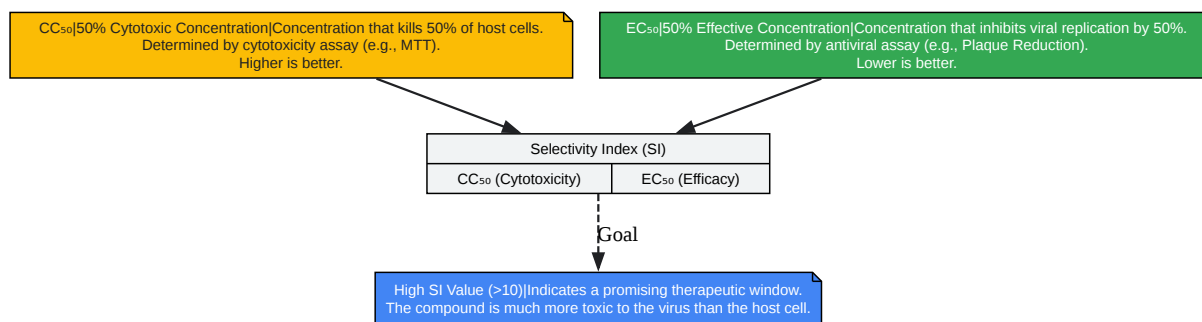 CC₅₀|50% Cytotoxic Concentration|Concentration that kills 50% of host cells.
Determined by cytotoxicity assay (e.g., MTT).
Higher is better.
EC₅₀|50% Effective Concentration|Concentration that inhibits viral replication by 50%.
Determined by antiviral assay (e.g., Plaque Reduction).
Lower is better.
Selectivity Index (SI)
CC₅₀ (Cytotoxicity)
EC₅₀ (Efficacy)
Goal
High SI Value (>10)|Indicates a promising therapeutic window.
The compound is much more toxic to the virus than the host cell.